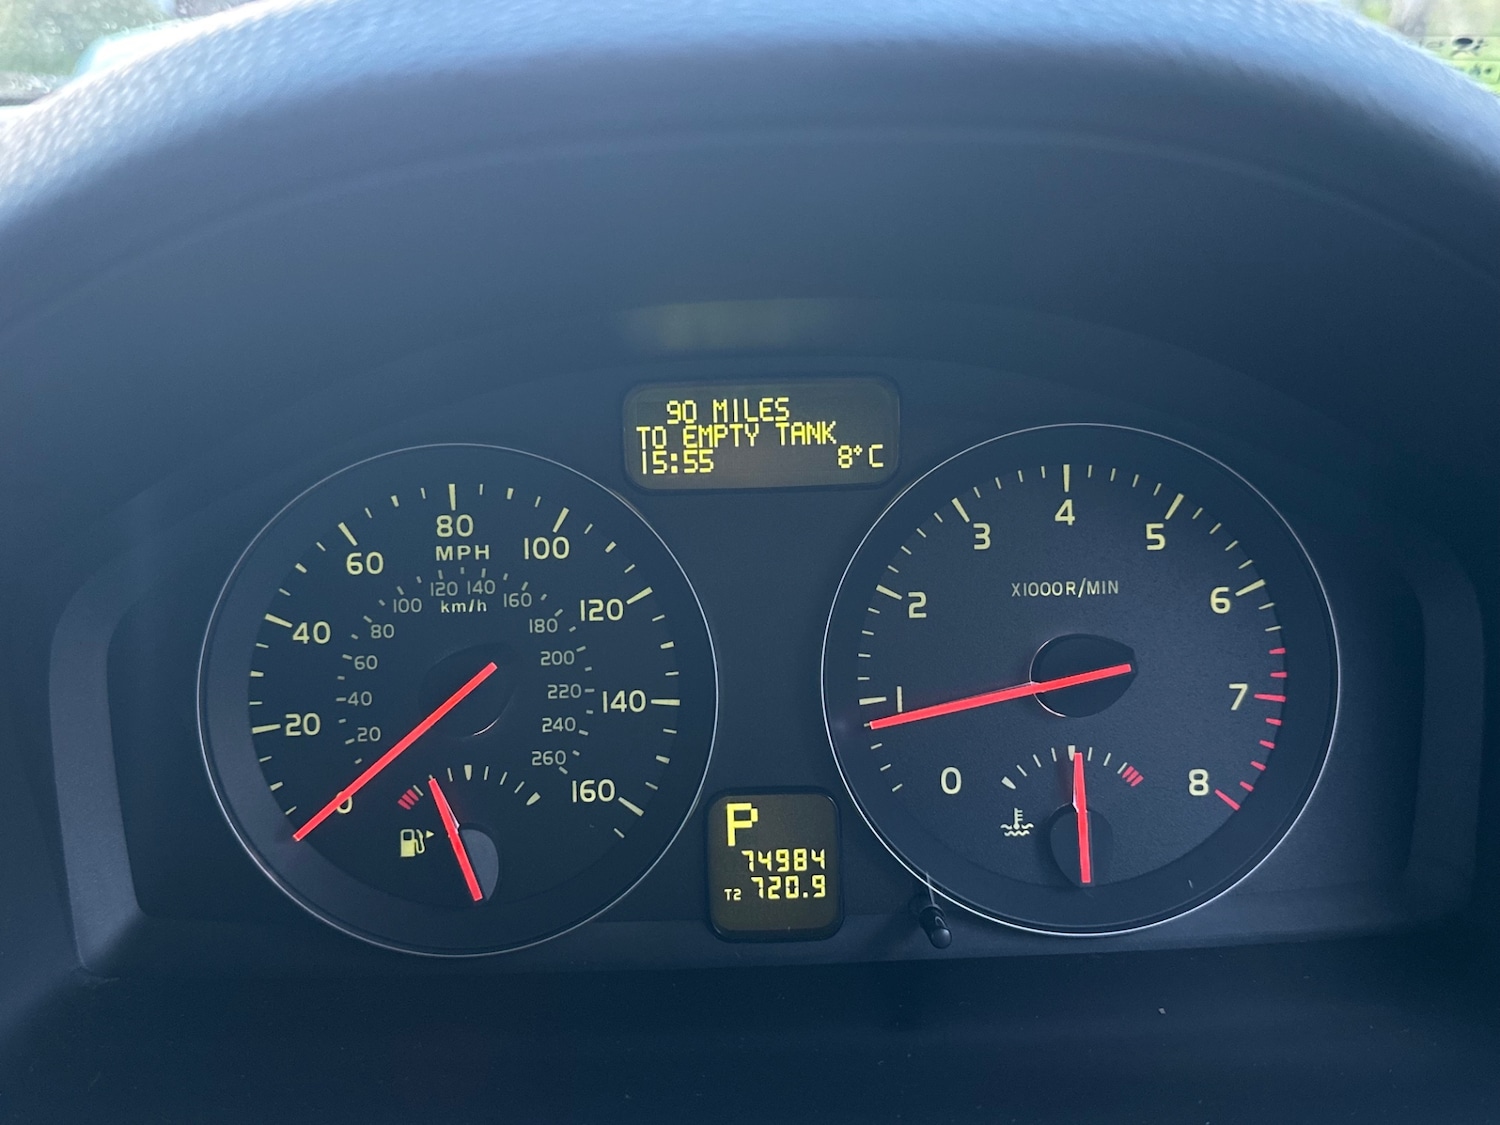 90 MILES
TO EMPTY TANK
15:55 8°C
0 20 40 60 80 100 120 140 160
MPH
20 40 60 80 100 120 140 160 180 200 220 240 260
km/h
0 1 2 3 4 5 6 7 8
X1000R/MIN
P
74984
T2 720.9